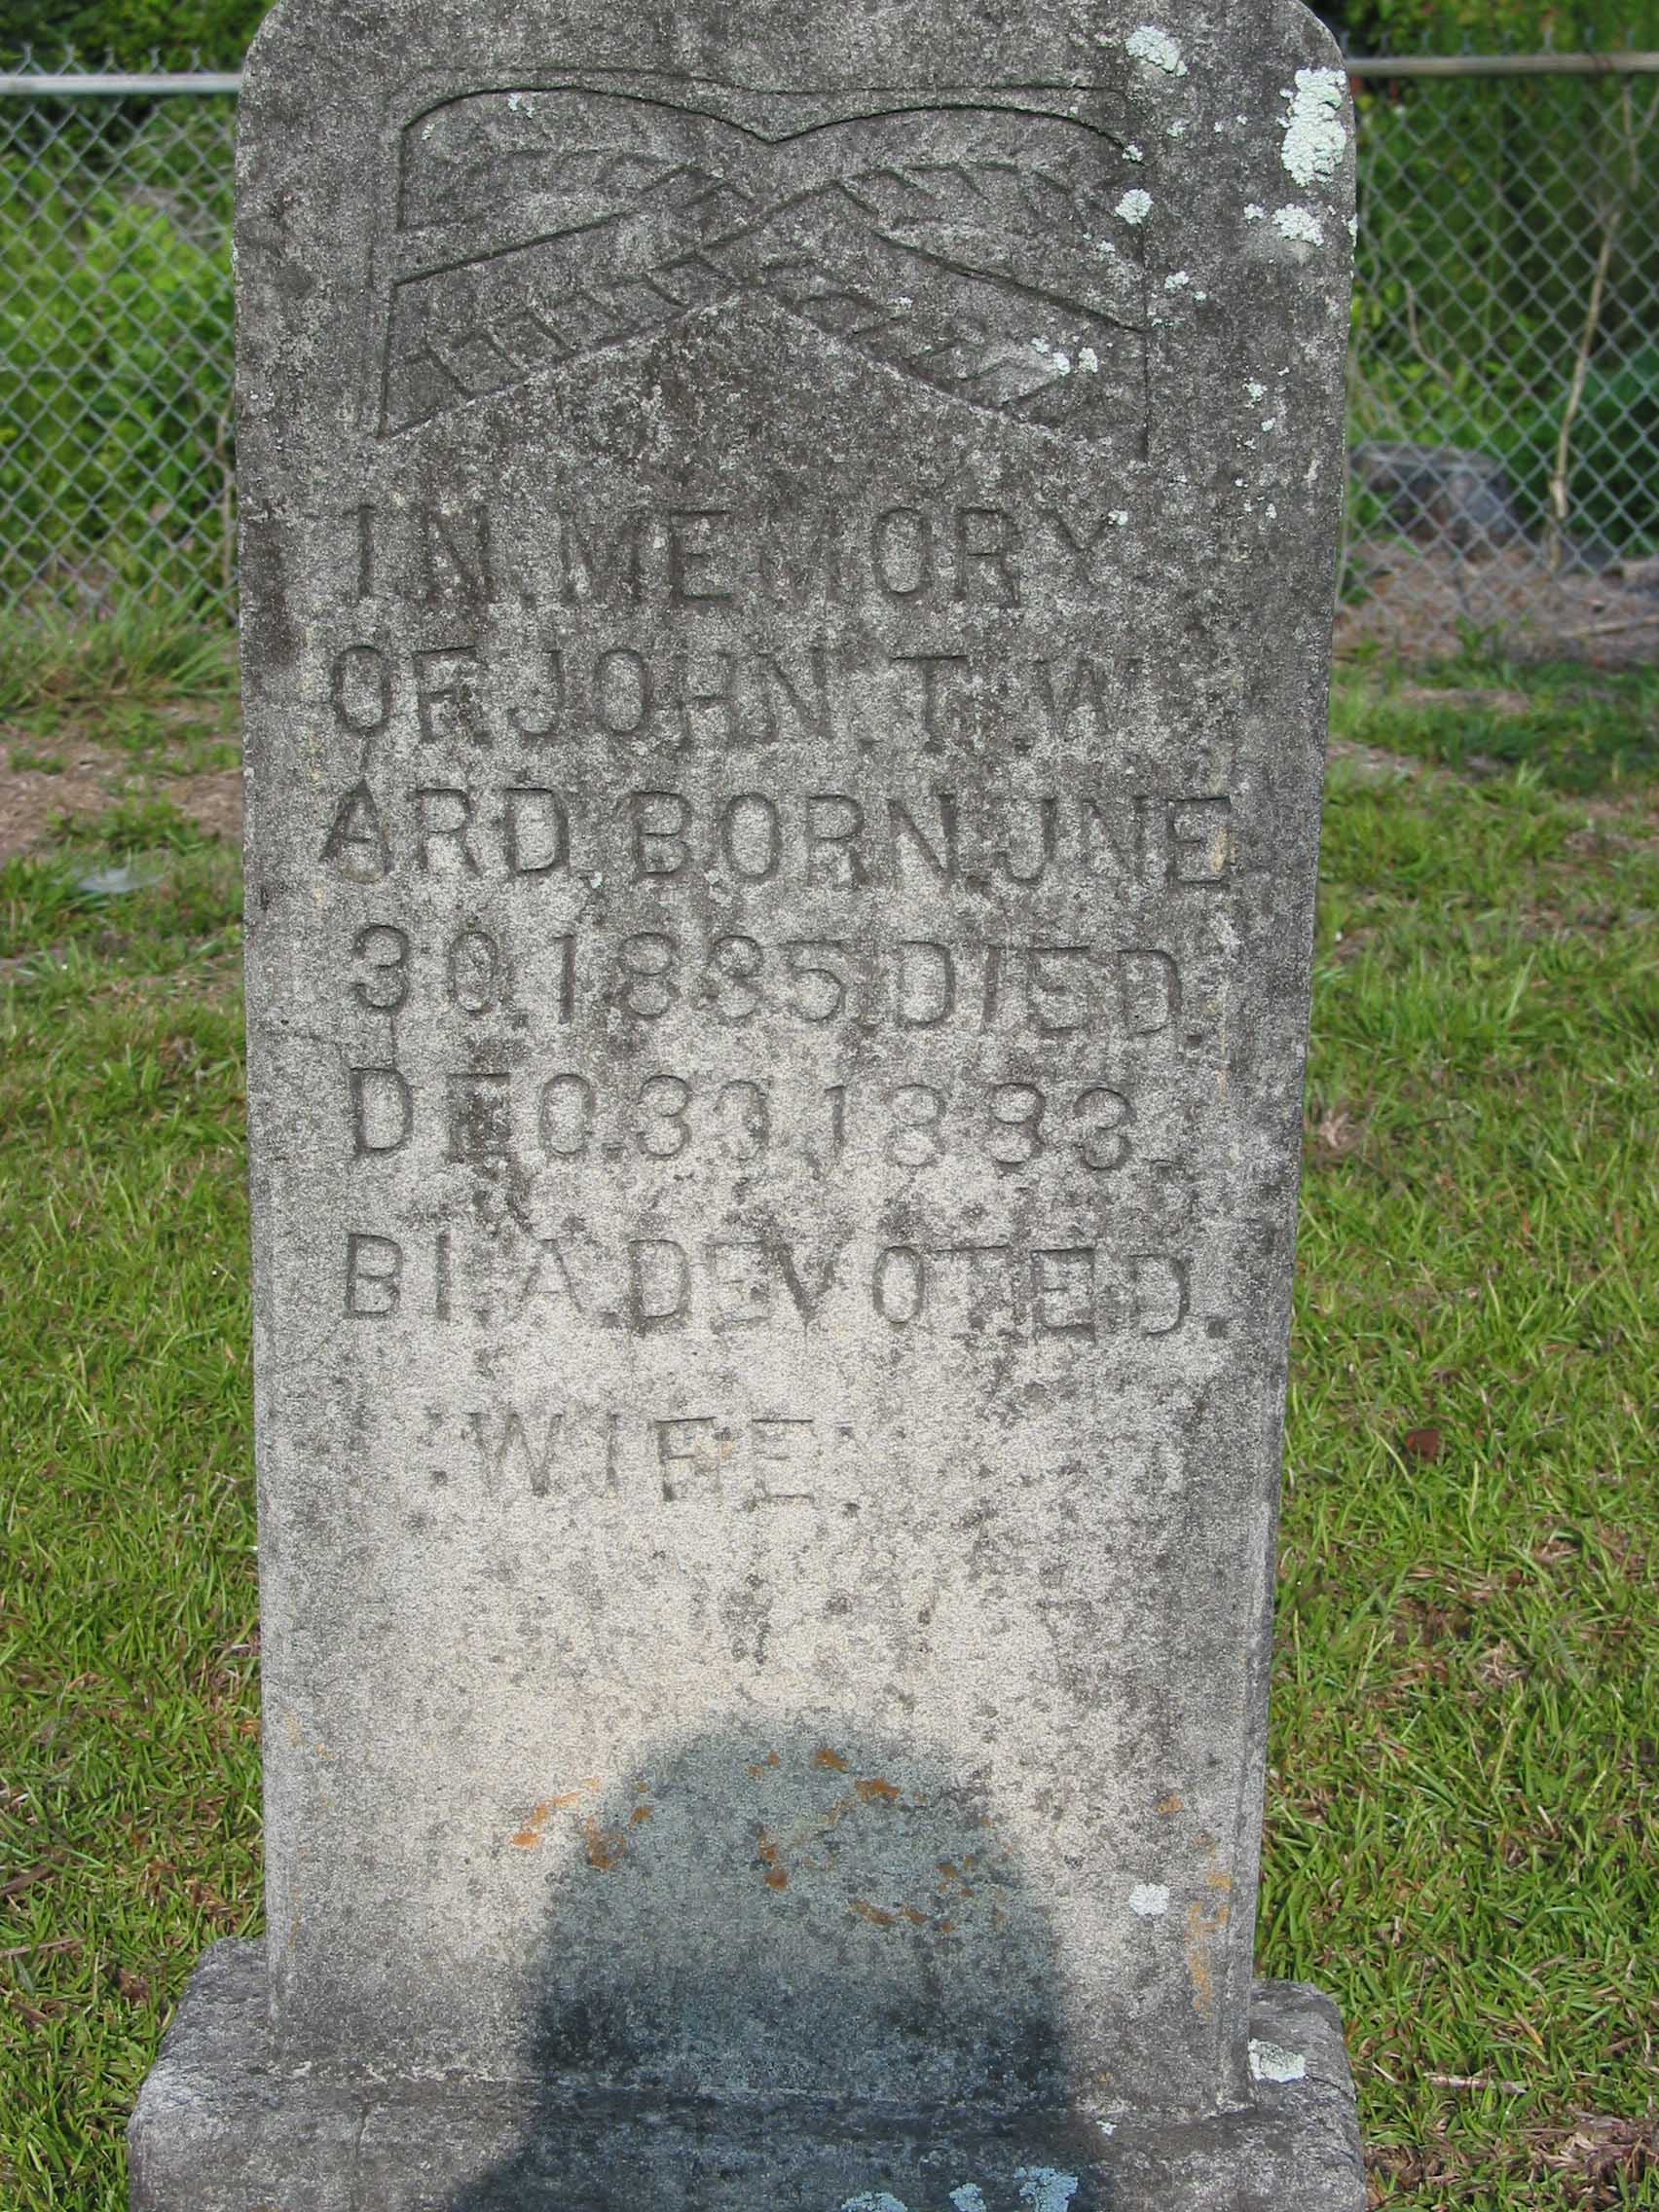 IN.MEMORY
OF.JOHN.T.W
ARD.BORN.JNE
30.1885.DIED.
DEC.30.1883.
BI.A.DEVOTED.
"WIFE"